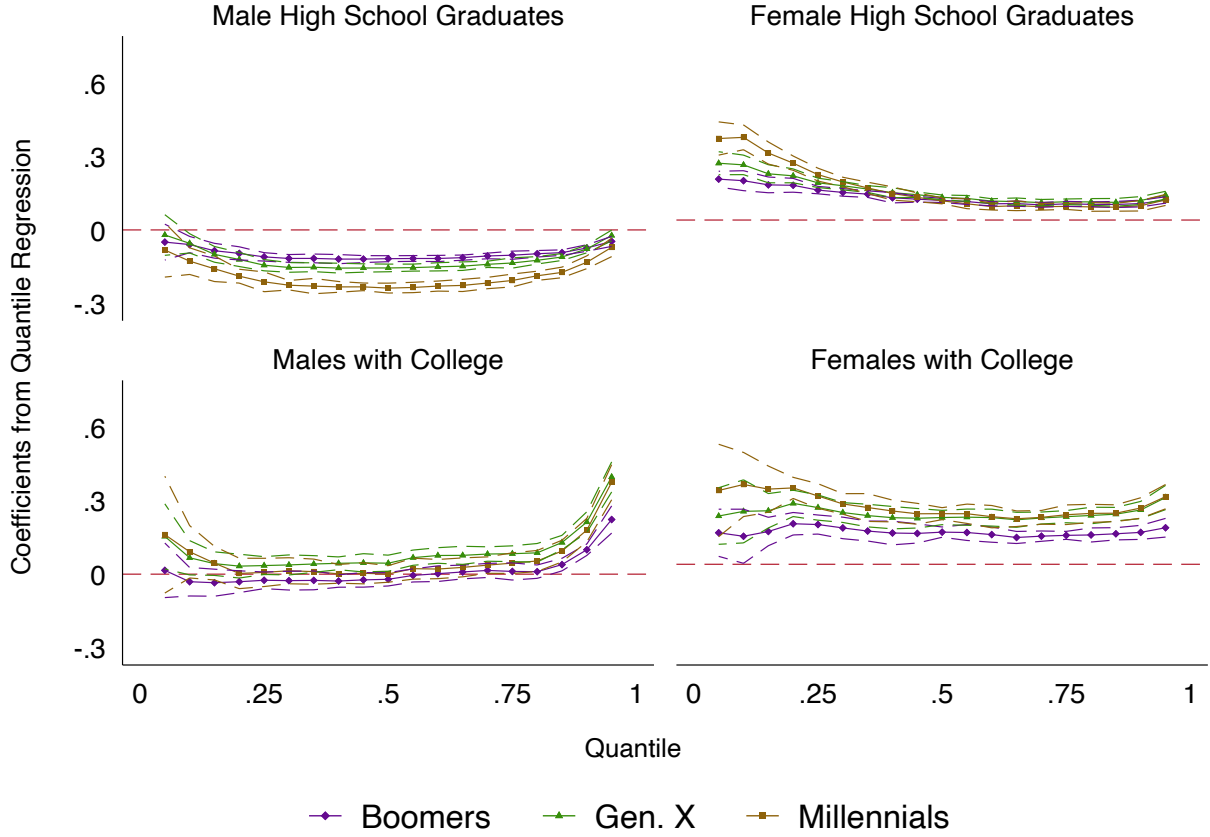 Male High School Graduates
Female High School Graduates
Coefficients from Quantile Regression
.6
.3
0
-.3
Males with College
Females with College
.6
.3
0
-.3
0 .25 .5 .75 1
0 .25 .5 .75 1
Quantile
Boomers Gen. X Millennials